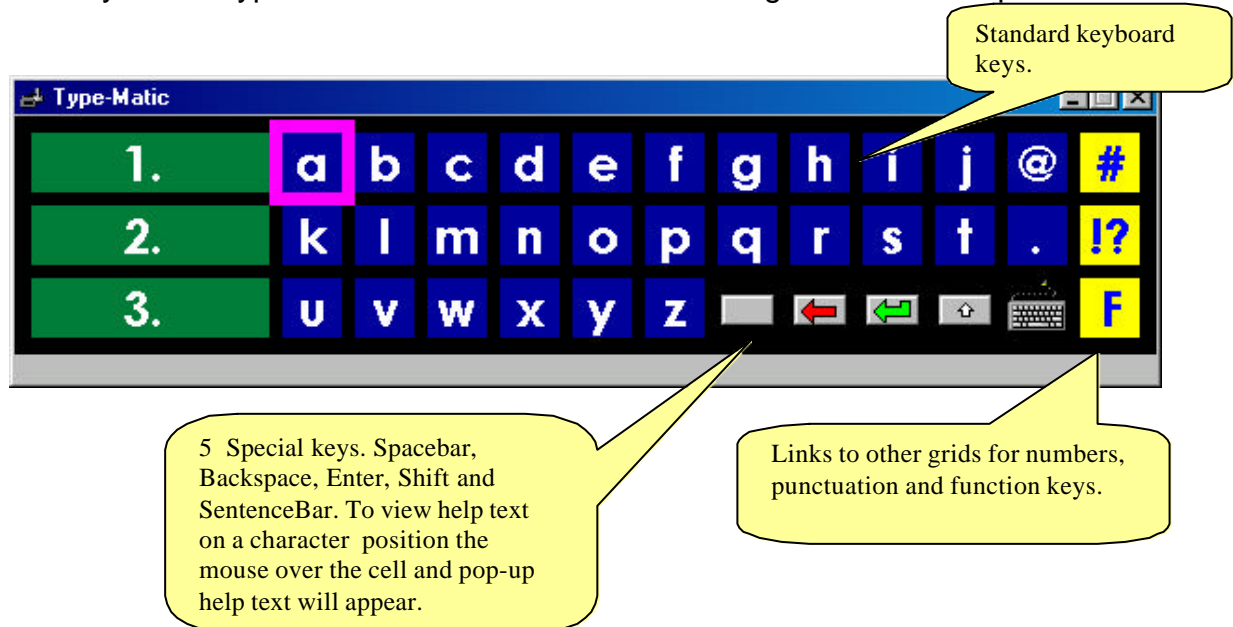 Standard keyboard
keys.
Type-Matic
1. a b c d e f g h i j @ #
2. k l m n o p q r s t . !?
3. u v w x y z F
5 Special keys. Spacebar,
Backspace, Enter, Shift and
SentenceBar. To view help text
on a character position the
mouse over the cell and pop-up
help text will appear.
Links to other grids for numbers,
punctuation and function keys.